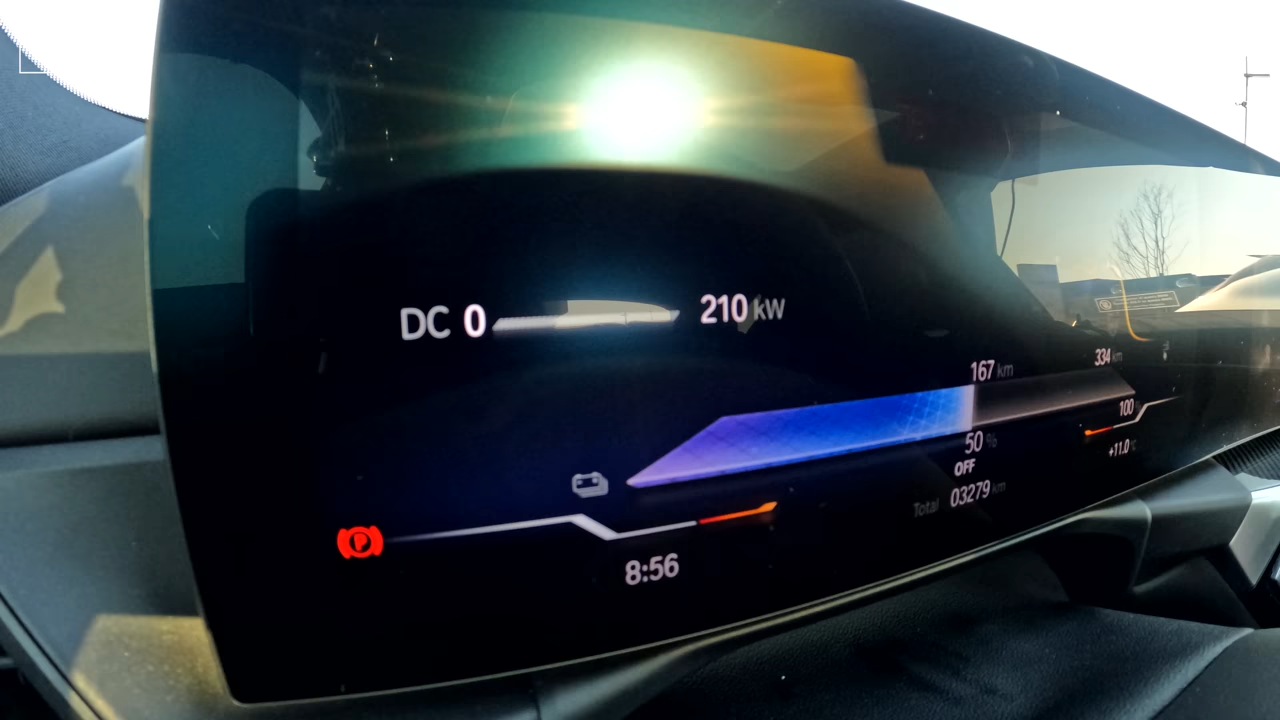 DC 0 210 kW
167 km 334 km
50 % 100
OFF +11.0°C
Total 03279 km
P
8:56